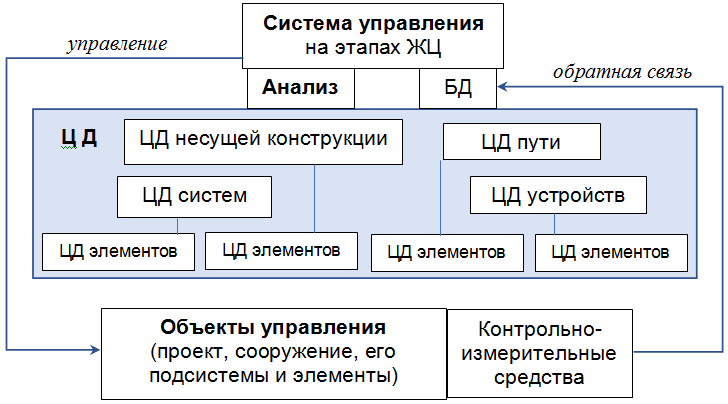 Система управления
на этапах ЖЦ
управление
обратная связь
Анализ
БД
Ц Д
ЦД несущей конструкции
ЦД пути
ЦД систем
ЦД устройств
ЦД элементов
ЦД элементов
ЦД элементов
ЦД элементов
Объекты управления
(проект, сооружение, его
подсистемы и элементы)
Контрольно-
измерительные
средства